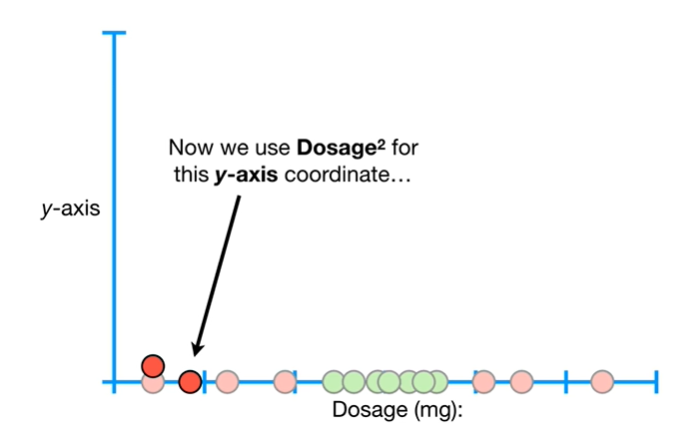 Now we use Dosage² for
this y-axis coordinate…
y-axis
Dosage (mg):